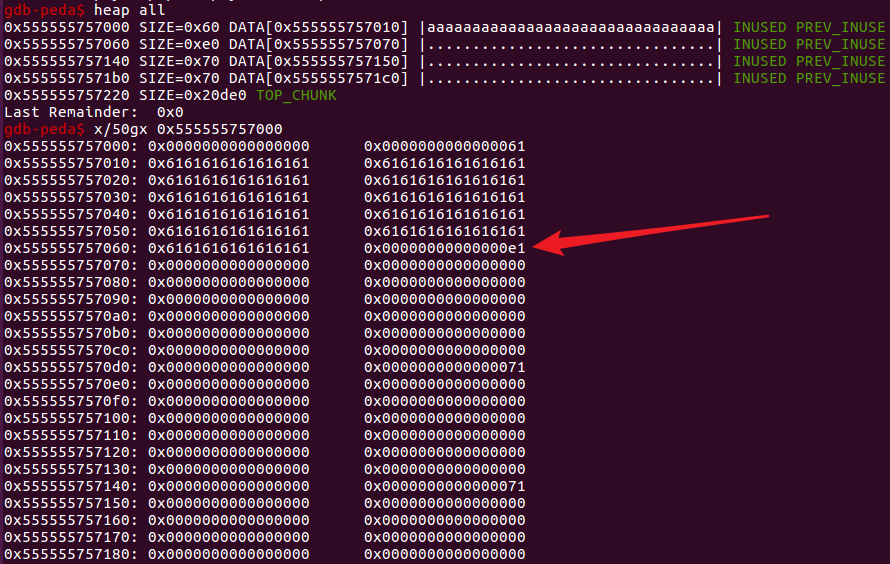 gdb-peda$ heap all
0x555555757000 SIZE=0x60 DATA[0x555555757010] |aaaaaaaaaaaaaaaaaaaaaaaaaaaaaaaa| INUSED PREV_INUSE
0x555555757060 SIZE=0xe0 DATA[0x555555757070] |................................| INUSED PREV_INUSE
0x555555757140 SIZE=0x70 DATA[0x555555757150] |................................| INUSED PREV_INUSE
0x5555557571b0 SIZE=0x70 DATA[0x5555557571c0] |................................| INUSED PREV_INUSE
0x555555757220 SIZE=0x20de0 TOP_CHUNK
Last Remainder:  0x0
gdb-peda$ x/50gx 0x555555757000
0x555555757000: 0x0000000000000000 0x0000000000000061
0x555555757010: 0x6161616161616161 0x6161616161616161
0x555555757020: 0x6161616161616161 0x6161616161616161
0x555555757030: 0x6161616161616161 0x6161616161616161
0x555555757040: 0x6161616161616161 0x6161616161616161
0x555555757050: 0x6161616161616161 0x6161616161616161
0x555555757060: 0x6161616161616161 0x00000000000000e1
0x555555757070: 0x0000000000000000 0x0000000000000000
0x555555757080: 0x0000000000000000 0x0000000000000000
0x555555757090: 0x0000000000000000 0x0000000000000000
0x5555557570a0: 0x0000000000000000 0x0000000000000000
0x5555557570b0: 0x0000000000000000 0x0000000000000000
0x5555557570c0: 0x0000000000000000 0x0000000000000000
0x5555557570d0: 0x0000000000000000 0x0000000000000071
0x5555557570e0: 0x0000000000000000 0x0000000000000000
0x5555557570f0: 0x0000000000000000 0x0000000000000000
0x555555757100: 0x0000000000000000 0x0000000000000000
0x555555757110: 0x0000000000000000 0x0000000000000000
0x555555757120: 0x0000000000000000 0x0000000000000000
0x555555757130: 0x0000000000000000 0x0000000000000000
0x555555757140: 0x0000000000000000 0x0000000000000071
0x555555757150: 0x0000000000000000 0x0000000000000000
0x555555757160: 0x0000000000000000 0x0000000000000000
0x555555757170: 0x0000000000000000 0x0000000000000000
0x555555757180: 0x0000000000000000 0x0000000000000000